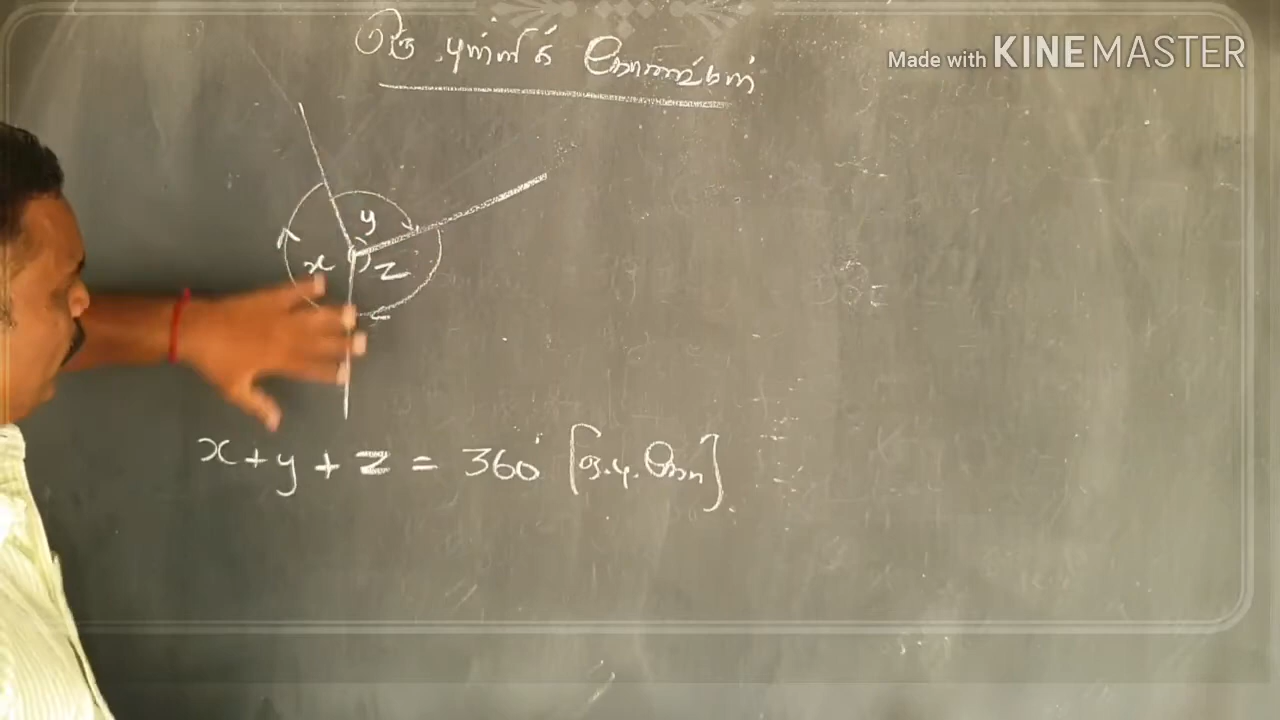 ஒரு புள்ளிக் கோணங்கள்
Made with KINEMASTER
y
x
z
x + y + z = 360° [ஒ.பு.கோ]